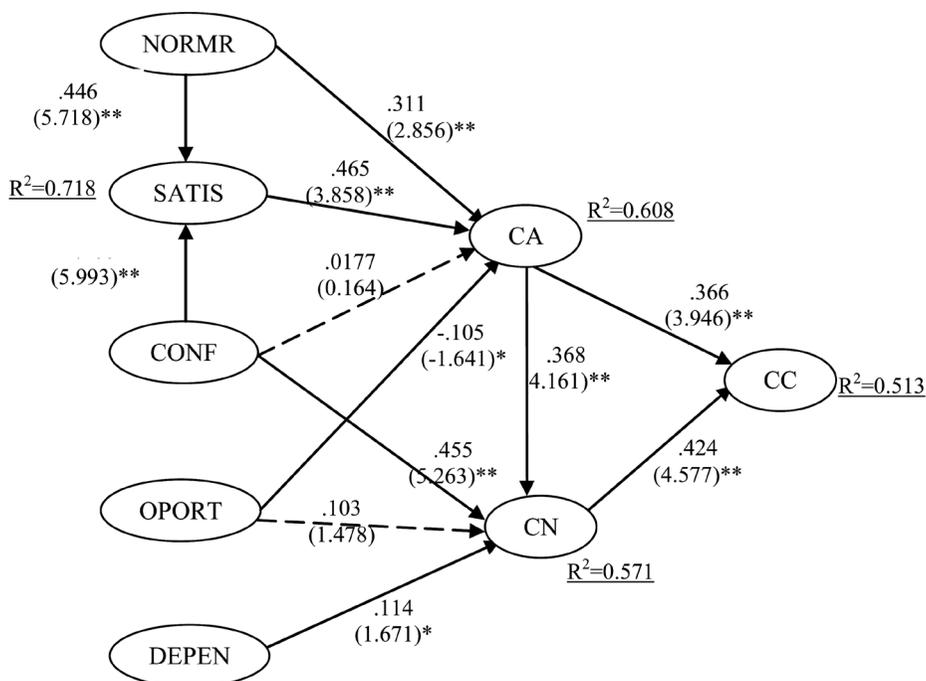 NORMR
.446
(5.718)**
.311
(2.856)**
R²=0.718
SATIS
.465
(3.858)**
CA
R²=0.608
(5.993)**
.0177
(0.164)
CONF
-.105
(-1.641)*
.368
4.161)**
.366
(3.946)**
CC
R²=0.513
.455
(5.263)**
.424
(4.577)**
OPORT
.103
(1.478)
CN
R²=0.571
.114
(1.671)*
DEPEN